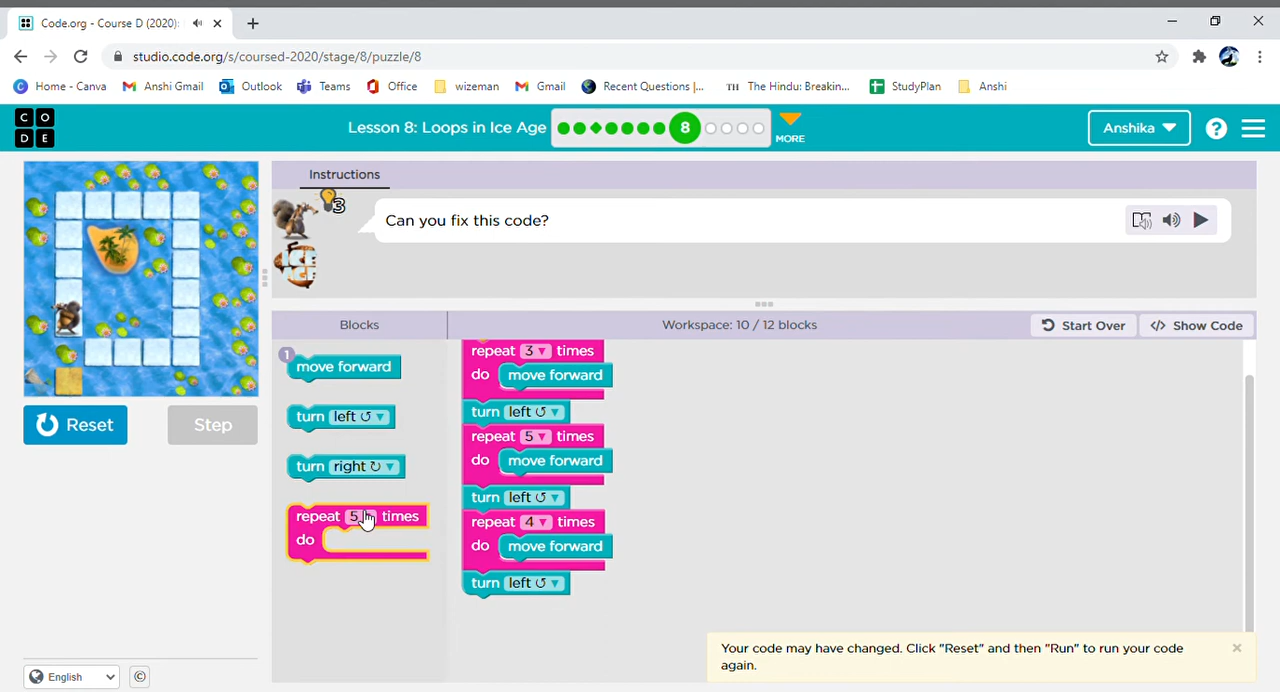 Code.org - Course D (2020):
studio.code.org/s/coursed-2020/stage/8/puzzle/8
Home - Canva
Anshi Gmail
Outlook
Teams
Office
wizeman
Gmail
Recent Questions |...
TH The Hindu: Breakin...
StudyPlan
Anshi
C O
D E
Lesson 8: Loops in Ice Age
8
MORE
Anshika
?
Instructions
3
Can you fix this code?
ICE
AGE
Blocks
Workspace: 10 / 12 blocks
Start Over
</> Show Code
1
move forward
turn left ↺ ▼
turn right ↻ ▼
repeat 5 times
do
repeat 3 ▼ times
do move forward
turn left ↺ ▼
repeat 5 ▼ times
do move forward
turn left ↺ ▼
repeat 4 ▼ times
do move forward
turn left ↺ ▼
Reset
Step
Your code may have changed. Click "Reset" and then "Run" to run your code
again.
English
©